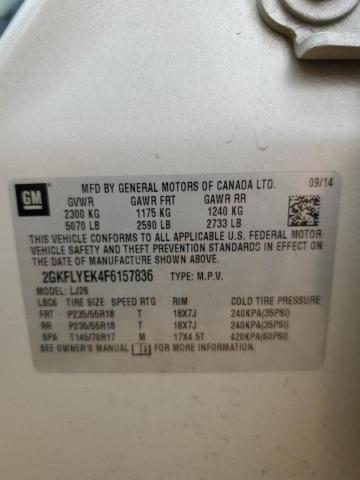 GM
MFD BY GENERAL MOTORS OF CANADA LTD. 09/14
GVWR GAWR FRT GAWR RR
2300 KG 1175 KG 1240 KG
5070 LB 2590 LB 2733 LB
THIS VEHICLE CONFORMS TO ALL APPLICABLE U.S. FEDERAL MOTOR
VEHICLE SAFETY AND THEFT PREVENTION STANDARDS IN EFFECT ON
THE DATE OF MANUFACTURE SHOWN ABOVE.
2GKFLYEK4F6157836 TYPE: M.P.V.
MODEL: LJ26
LBC6 TIRE SIZE SPEED RTG RIM COLD TIRE PRESSURE
FRT P235/55R18 T 18X7J 240KPA(35PSI)
RR P235/55R18 T 18X7J 240KPA(35PSI)
SPA T145/70R17 M 17X4.5T 420KPA(60PSI)
SEE OWNER'S MANUAL FOR MORE INFORMATION